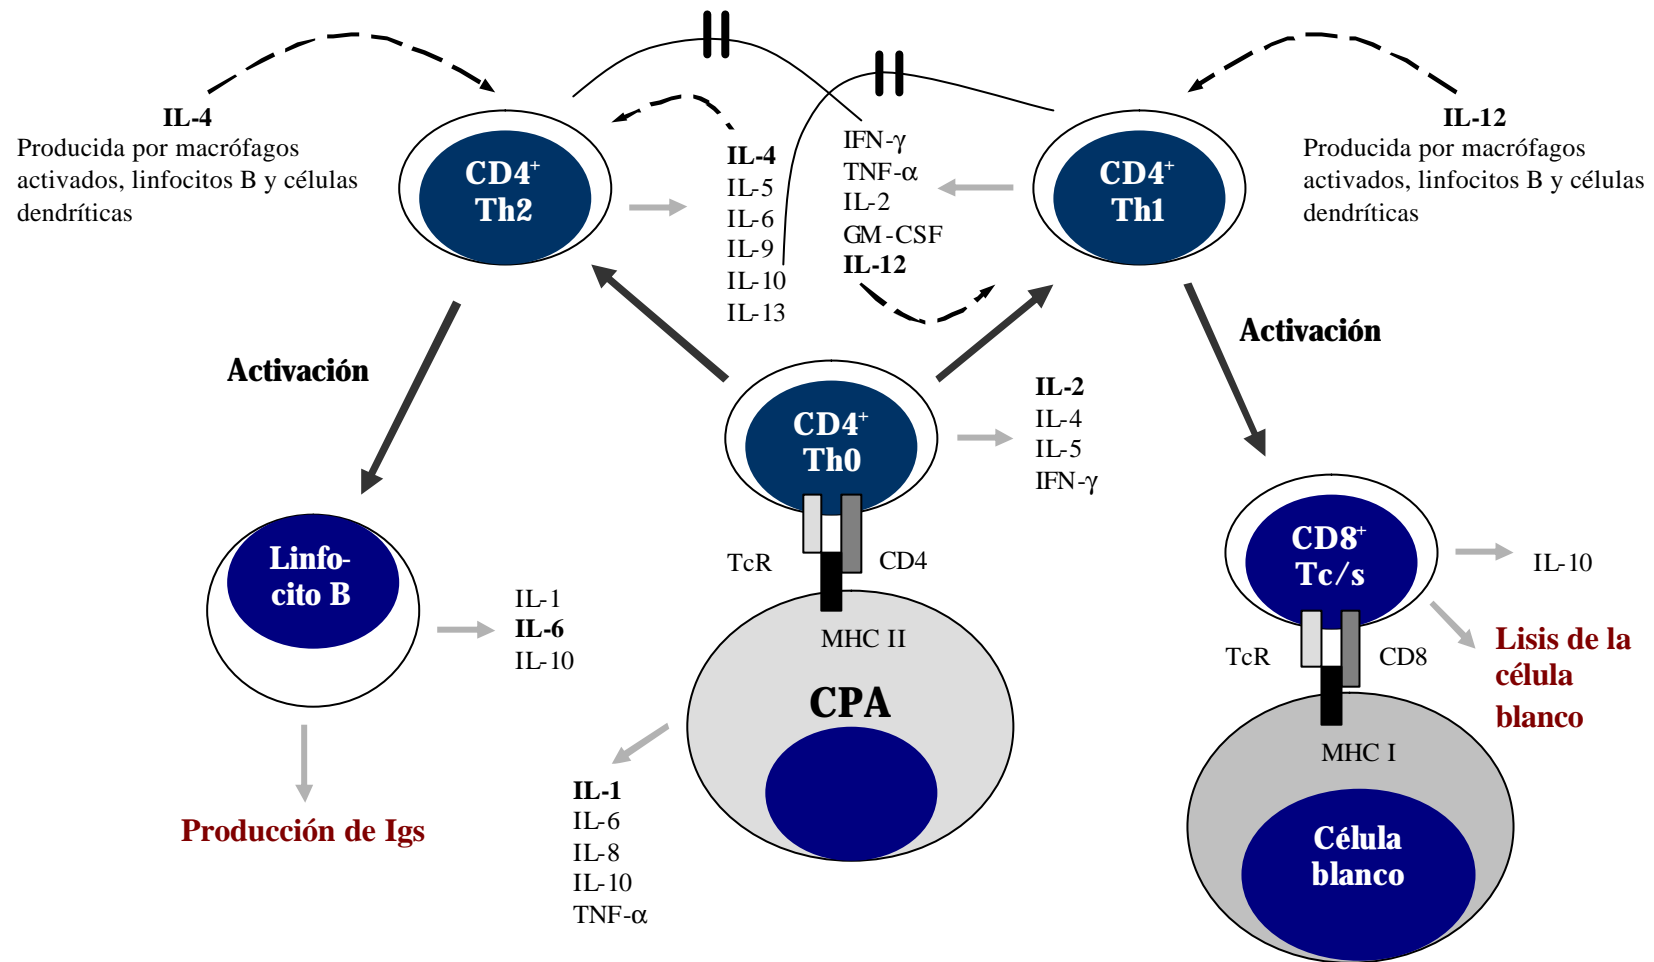 IL-4
Producida por macrófagos
activados, linfocitos B y células
dendríticas
CD4+
Th2
IL-4
IL-5
IL-6
IL-9
IL-10
IL-13
IFN-γ
TNF-α
IL-2
GM-CSF
IL-12
CD4+
Th1
IL-12
Producida por macrófagos
activados, linfocitos B y células
dendríticas
Activación
Activación
CD4+
Th0
IL-2
IL-4
IL-5
IFN-γ
TcR
CD4
MHC II
CPA
IL-1
IL-6
IL-8
IL-10
TNF-α
Linfo-
cito B
IL-1
IL-6
IL-10
Producción de Igs
CD8+
Tc/s
IL-10
Lisis de la
célula
blanco
TcR
CD8
MHC I
Célula
blanco